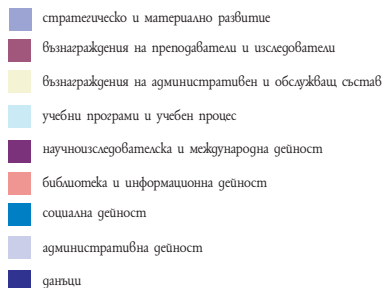 стратегическо и материално развитие
възнаграждения на преподаватели и изследователи
възнаграждения на административен и обслужващ състав
учебни програми и учебен процес
научноизследователска и международна дейност
библиотека и информационна дейност
социална дейност
административна дейност
данъци